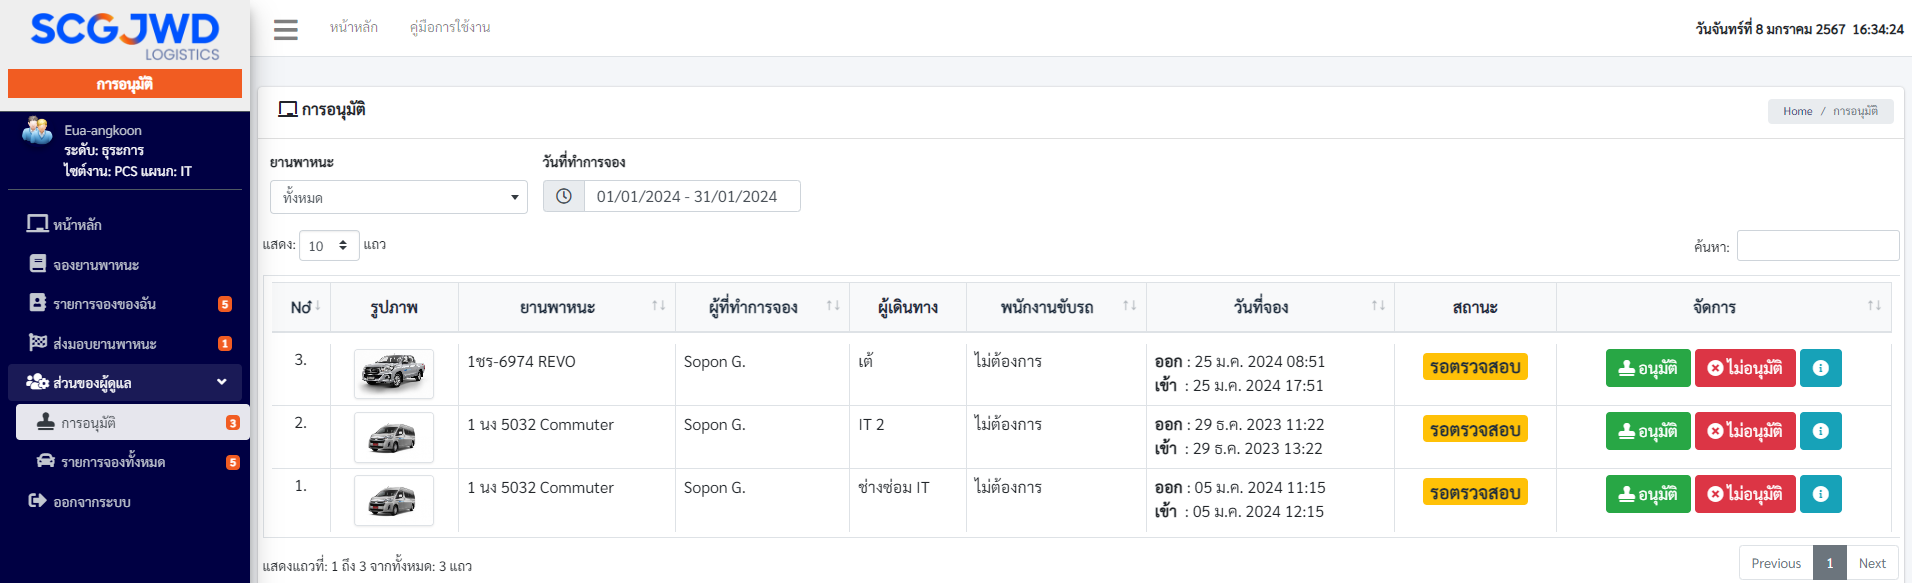 SCGJWD
LOGISTICS
การอนุมัติ
Eua-angkoon
ระดับ: ธุระการ
ไซต์งาน: PCS แผนก: IT
หน้าหลัก
จองยานพาหนะ
รายการจองของฉัน 5
ส่งมอบยานพาหนะ 1
ส่วนของผู้ดูแล
การอนุมัติ 3
รายการจองทั้งหมด 5
ออกจากระบบ
หน้าหลัก คู่มือการใช้งาน วันจันทร์ที่ 8 มกราคม 2567 16:34:24
การอนุมัติ Home / การอนุมัติ
ยานพาหนะ วันที่ทำการจอง
ทั้งหมด 01/01/2024 - 31/01/2024
แสดง: 10 แถว ค้นหา:
No รูปภาพ ยานพาหนะ ผู้ที่ทำการจอง ผู้เดินทาง พนักงานขับรถ วันที่จอง สถานะ จัดการ
3. 1ชร-6974 REVO Sopon G. เต้ ไม่ต้องการ ออก : 25 ม.ค. 2024 08:51 รอตรวจสอบ อนุมัติ ไม่อนุมัติ
เข้า : 25 ม.ค. 2024 17:51
2. 1 นง 5032 Commuter Sopon G. IT 2 ไม่ต้องการ ออก : 29 ธ.ค. 2023 11:22 รอตรวจสอบ อนุมัติ ไม่อนุมัติ
เข้า : 29 ธ.ค. 2023 13:22
1. 1 นง 5032 Commuter Sopon G. ช่างซ่อม IT ไม่ต้องการ ออก : 05 ม.ค. 2024 11:15 รอตรวจสอบ อนุมัติ ไม่อนุมัติ
เข้า : 05 ม.ค. 2024 12:15
แสดงแถวที่: 1 ถึง 3 จากทั้งหมด: 3 แถว Previous 1 Next